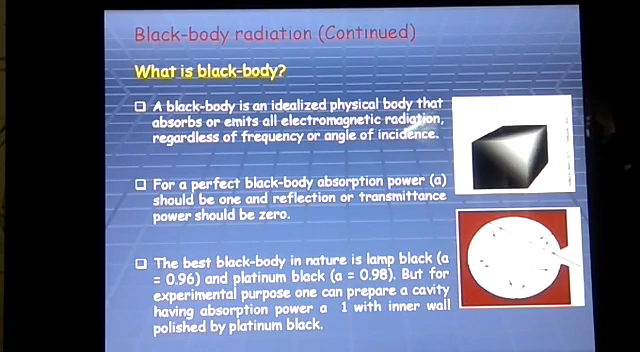 Black-body radiation (Continued)
What is black-body?
❑ A black-body is an idealized physical body that
absorbs or emits all electromagnetic radiation,
regardless of frequency or angle of incidence.
❑ For a perfect black-body absorption power (a)
should be one and reflection or transmittance
power should be zero.
❑ The best black-body in nature is lamp black (a
= 0.96) and platinum black (a = 0.98). But for
experimental purpose one can prepare a cavity
having absorption power a 1 with inner wall
polished by platinum black.